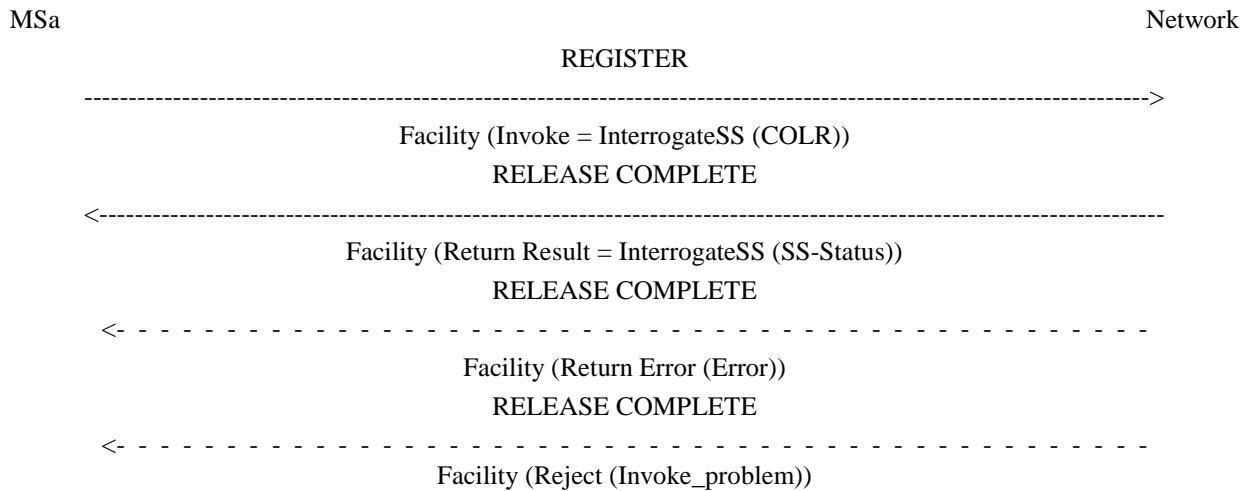 MSa Network
REGISTER
------------------------------------------------------------------------------------------------------------------------>
Facility (Invoke = InterrogateSS (COLR))
RELEASE COMPLETE
<------------------------------------------------------------------------------------------------------------------------
Facility (Return Result = InterrogateSS (SS-Status))
RELEASE COMPLETE
<- - - - - - - - - - - - - - - - - - - - - - - - - - - - - - - - - - - - - - - - - - - - - - - - - - - - - - - -
Facility (Return Error (Error))
RELEASE COMPLETE
<- - - - - - - - - - - - - - - - - - - - - - - - - - - - - - - - - - - - - - - - - - - - - - - - - - - - - - - -
Facility (Reject (Invoke_problem))